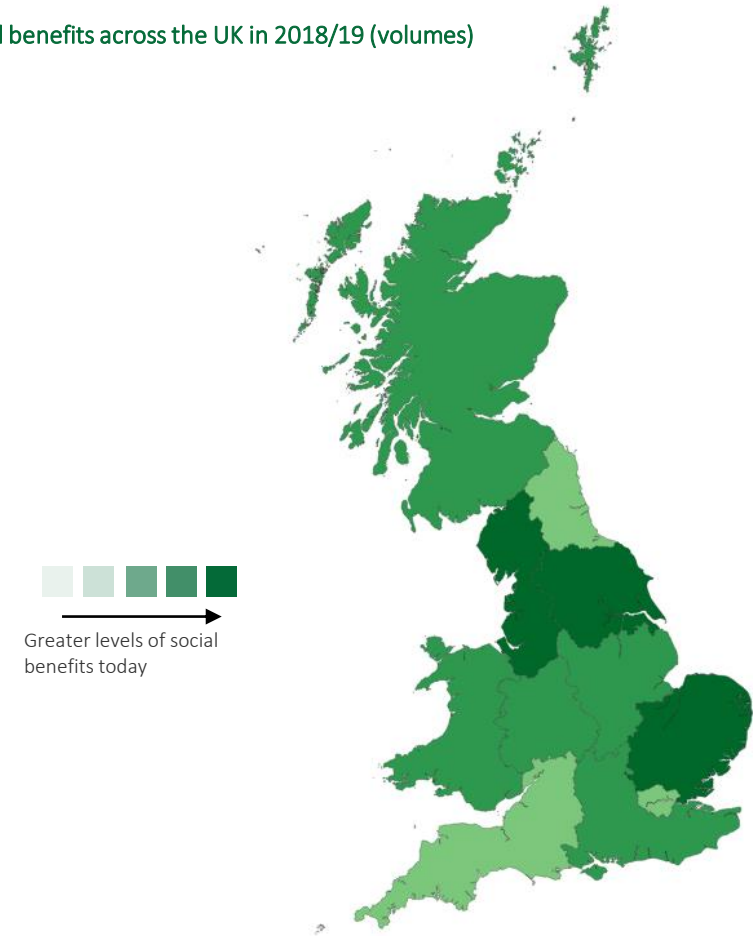 benefits across the UK in 2018/19 (volumes)
Greater levels of social
benefits today